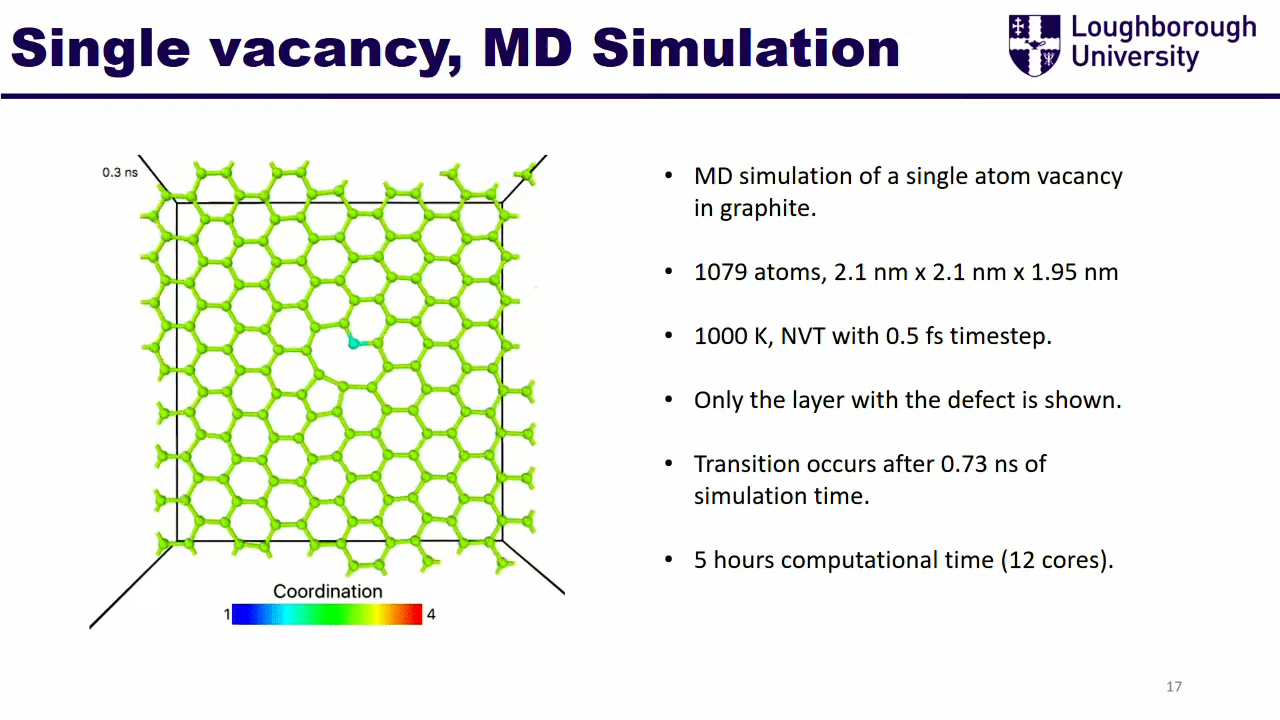 Single vacancy, MD Simulation
Loughborough
University
0.3 ns
• MD simulation of a single atom vacancy
in graphite.
• 1079 atoms, 2.1 nm x 2.1 nm x 1.95 nm
• 1000 K, NVT with 0.5 fs timestep.
• Only the layer with the defect is shown.
• Transition occurs after 0.73 ns of
simulation time.
• 5 hours computational time (12 cores).
Coordination
1 4
17